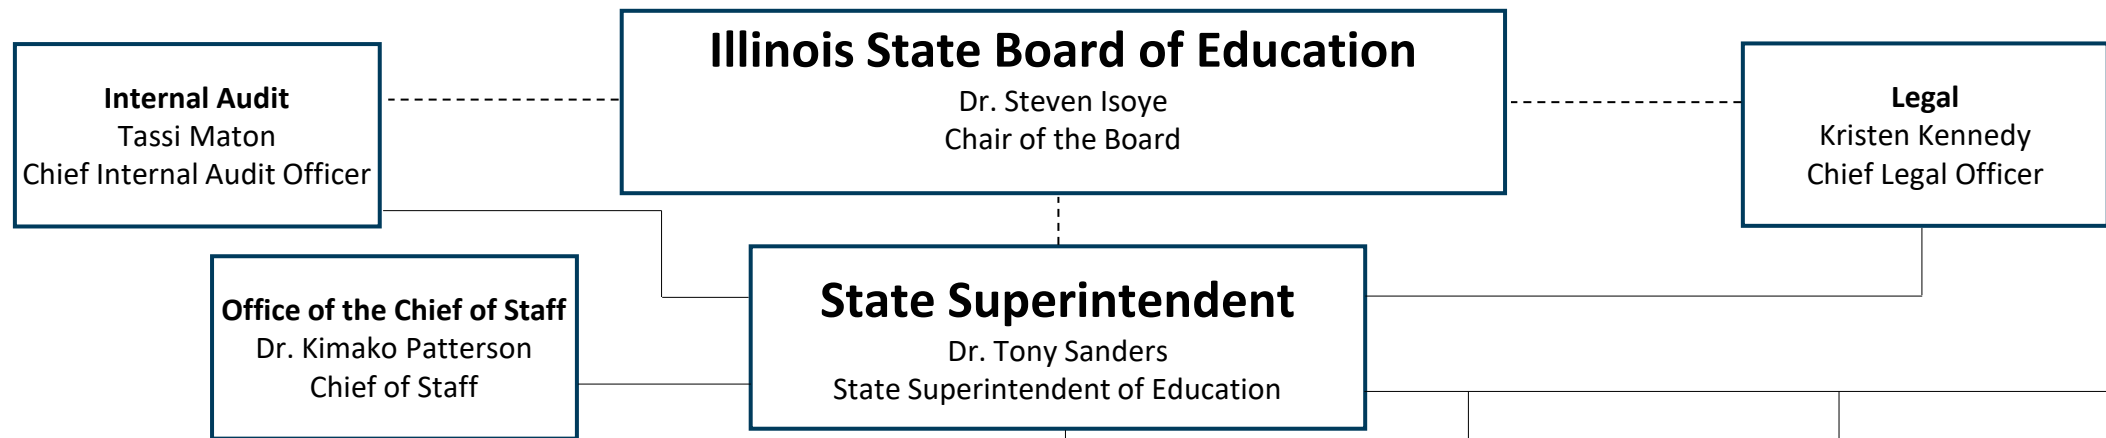 Illinois State Board of Education
Dr. Steven Isoye
Chair of the Board
Internal Audit
Tassi Maton
Chief Internal Audit Officer
Legal
Kristen Kennedy
Chief Legal Officer
Office of the Chief of Staff
Dr. Kimako Patterson
Chief of Staff
State Superintendent
Dr. Tony Sanders
State Superintendent of Education